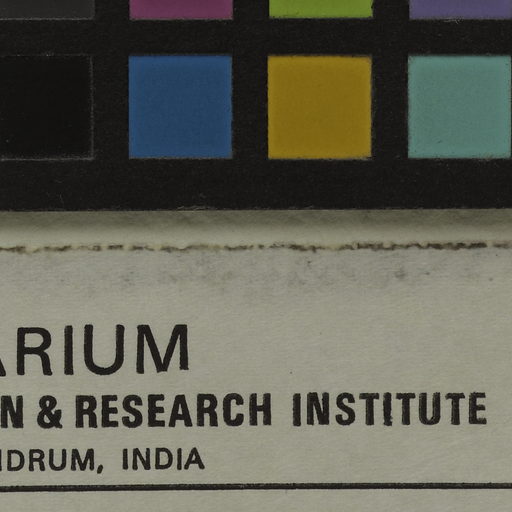 ARIUM
N & RESEARCH INSTITUTE
NDRUM, INDIA